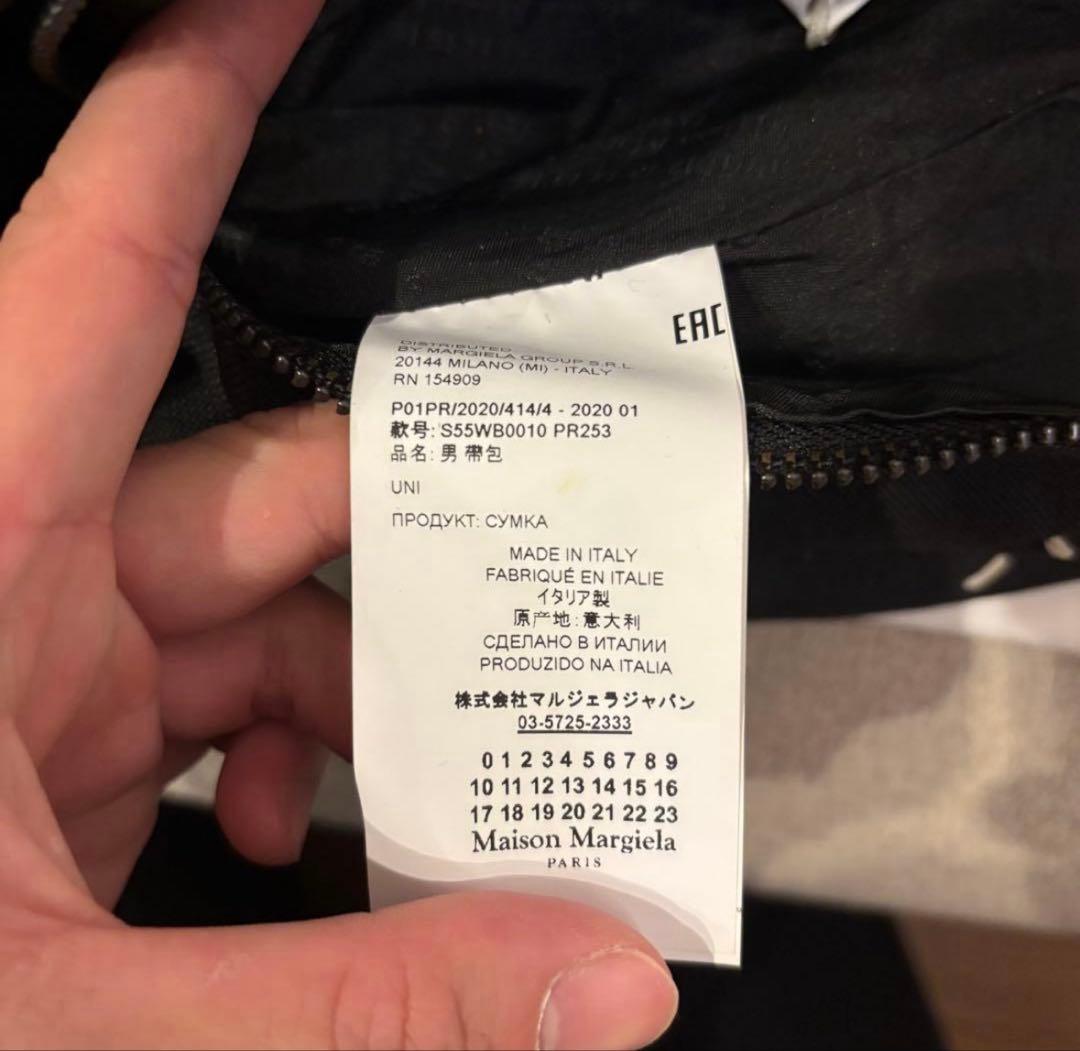 EAC
DISTRIBUTED
BY MARGIELA GROUP S.R.L.
20144 MILANO (MI) - ITALY
RN 154909
P01PR/2020/414/4 - 2020 01
款号: S55WB0010 PR253
品名: 男 帶包
UNI
ПРОДУКТ: СУМКА
MADE IN ITALY
FABRIQUÉ EN ITALIE
イタリア製
原产地: 意大利
СДЕЛАНО В ИТАЛИИ
PRODUZIDO NA ITALIA
株式会社マルジェラジャパン
03-5725-2333
0 1 2 3 4 5 6 7 8 9
10 11 12 13 14 15 16
17 18 19 20 21 22 23
Maison Margiela
PARIS